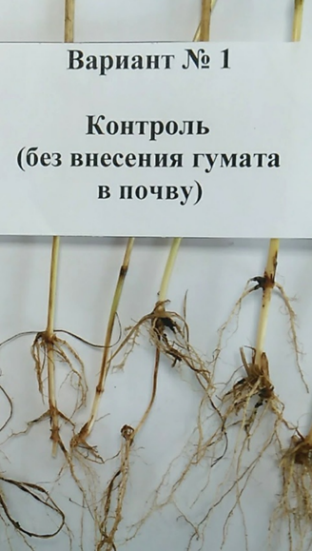 Вариант № 1
Контроль
(без внесения гумата
в почву)